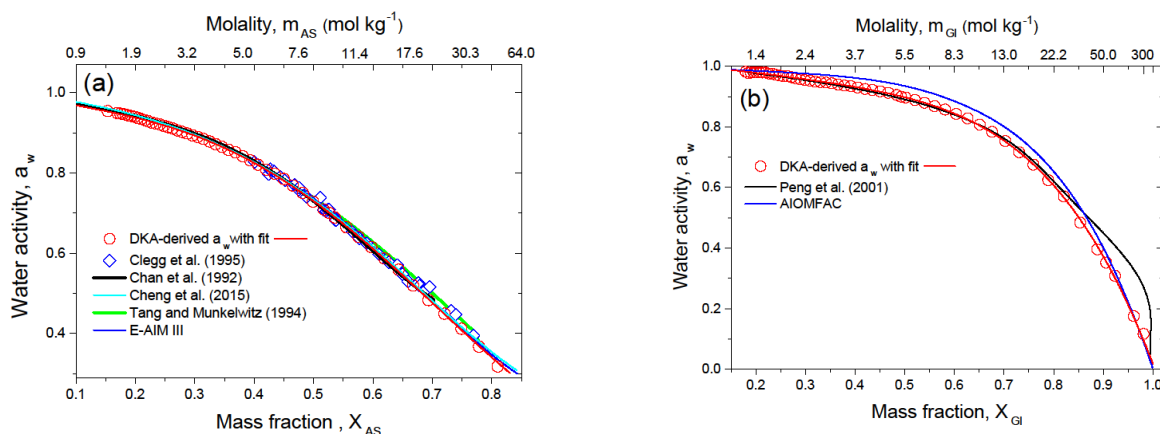 Molality, m_AS (mol kg⁻¹)
0.9 1.9 3.2 5.0 7.6 11.4 17.6 30.3 64.0
(a)
1.0
0.8
0.6
0.4
Water activity, a_w
DKA-derived a_w with fit
Clegg et al. (1995)
Chan et al. (1992)
Cheng et al. (2015)
Tang and Munkelwitz (1994)
E-AIM III
0.1 0.2 0.3 0.4 0.5 0.6 0.7 0.8
Mass fraction , X_AS
Molality, m_GI (mol kg⁻¹)
1.4 2.4 3.7 5.5 8.3 13.0 22.2 50.0 300
(b)
1.0
0.8
0.6
0.4
0.2
0.0
Water activity, a_w
DKA-derived a_w with fit
Peng et al. (2001)
AIOMFAC
0.2 0.3 0.4 0.5 0.6 0.7 0.8 0.9 1.0
Mass fraction, X_GI